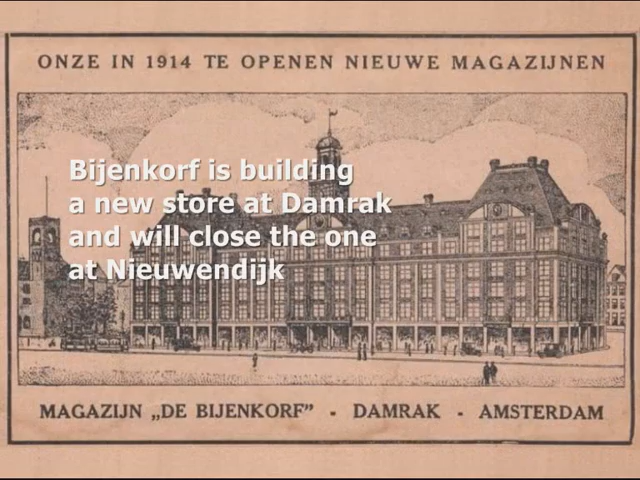 ONZE IN 1914 TE OPENEN NIEUWE MAGAZIJNEN
Bijenkorf is building
a new store at Damrak
and will close the one
at Nieuwendijk
MAGAZIJN „DE BIJENKORF” - DAMRAK - AMSTERDAM